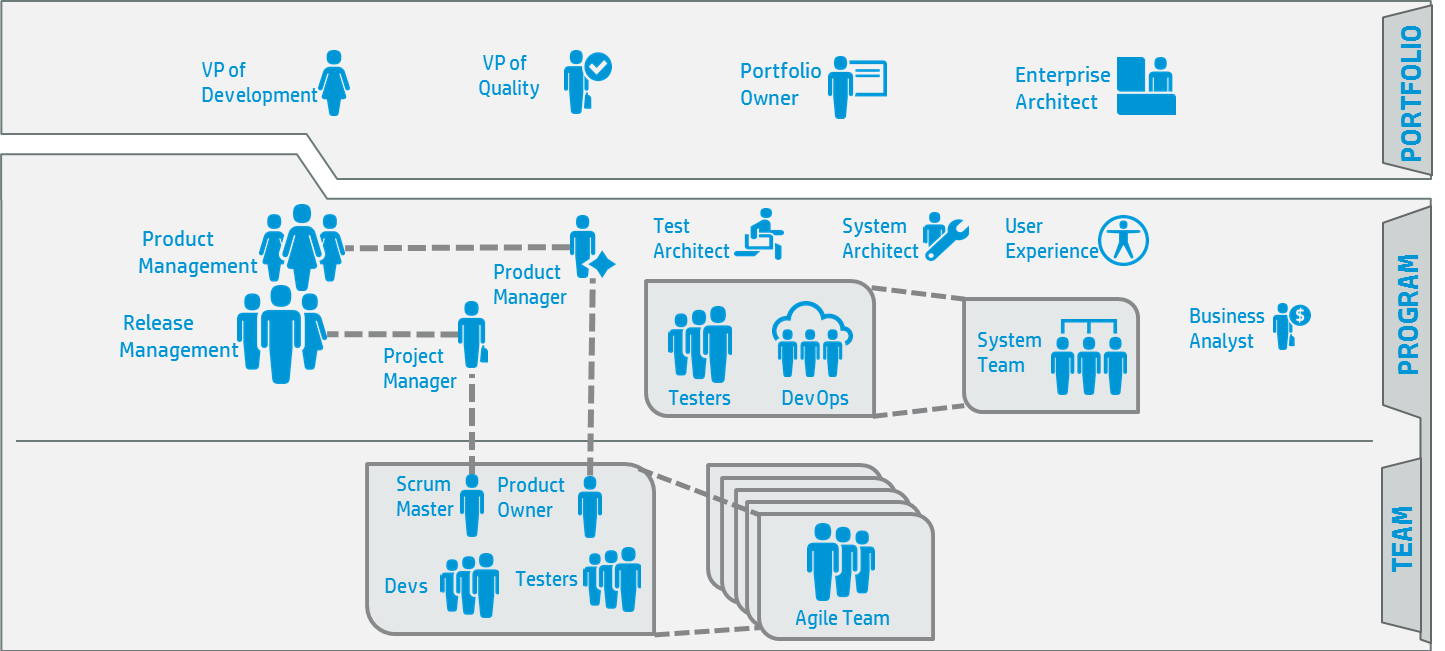 VP of
Development
VP of
Quality
Portfolio
Owner
Enterprise
Architect
PORTFOLIO
Product
Management
Product
Manager
Test
Architect
System
Architect
User
Experience
Release
Management
Project
Manager
Testers
DevOps
System
Team
Business
Analyst
$
PROGRAM
Scrum
Master
Product
Owner
Devs
Testers
Agile Team
TEAM